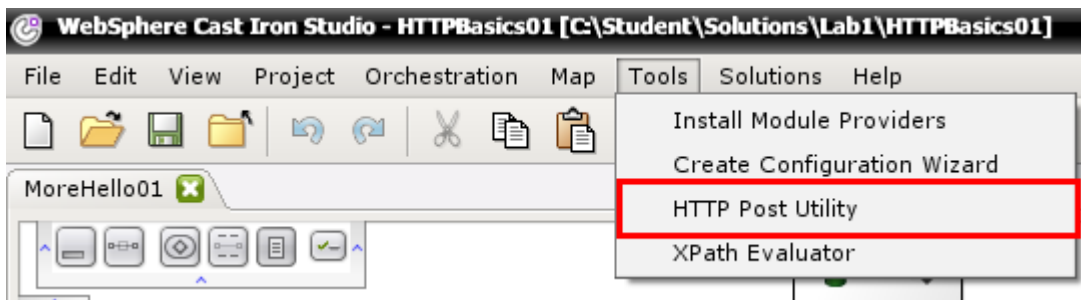 WebSphere Cast Iron Studio - HTTPBasics01 [C:\Student\Solutions\Lab1\HTTPBasics01]
File Edit View Project Orchestration Map Tools Solutions Help
Install Module Providers
Create Configuration Wizard
MoreHello01
HTTP Post Utility
XPath Evaluator